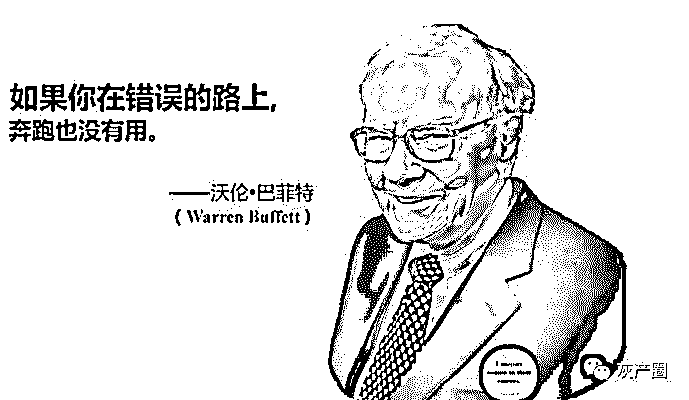 如果你在错误的路上,
奔跑也没有用。
——沃伦•巴菲特
( Warren Buffett )
灰产圈